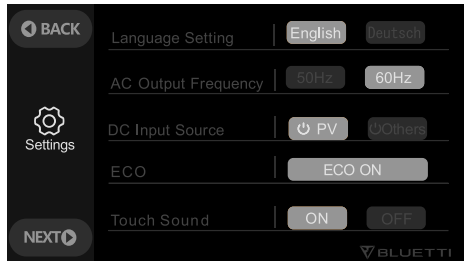 BACK
Language Setting English Deutsch
AC Output Frequency 50Hz 60Hz
DC Input Source PV Others
Settings
ECO ECO ON
Touch Sound ON OFF
NEXT
BLUETTI